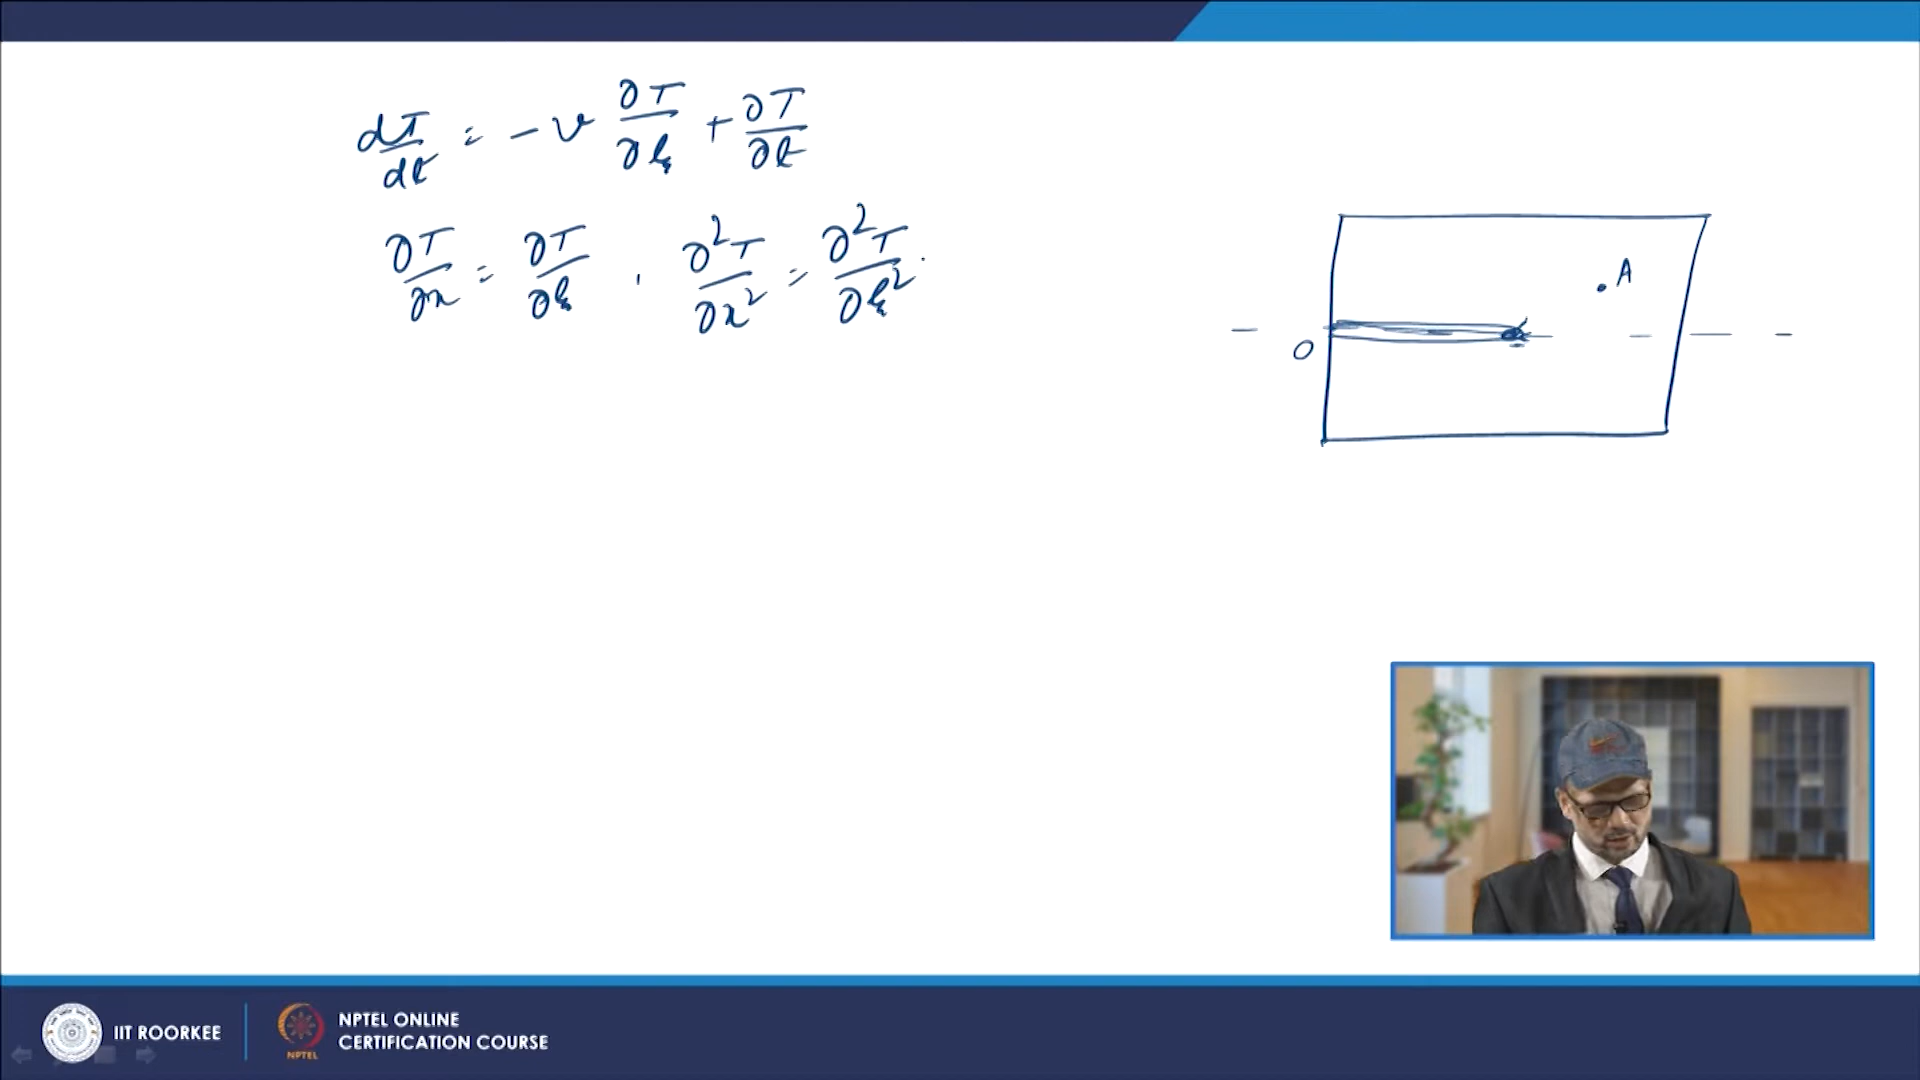 dT/dt = -v ∂T/∂ξ + ∂T/∂t
∂T/∂x = ∂T/∂ξ , ∂²T/∂x² = ∂²T/∂ξ² .
A
O
IIT ROORKEE
NPTEL
NPTEL ONLINE
CERTIFICATION COURSE